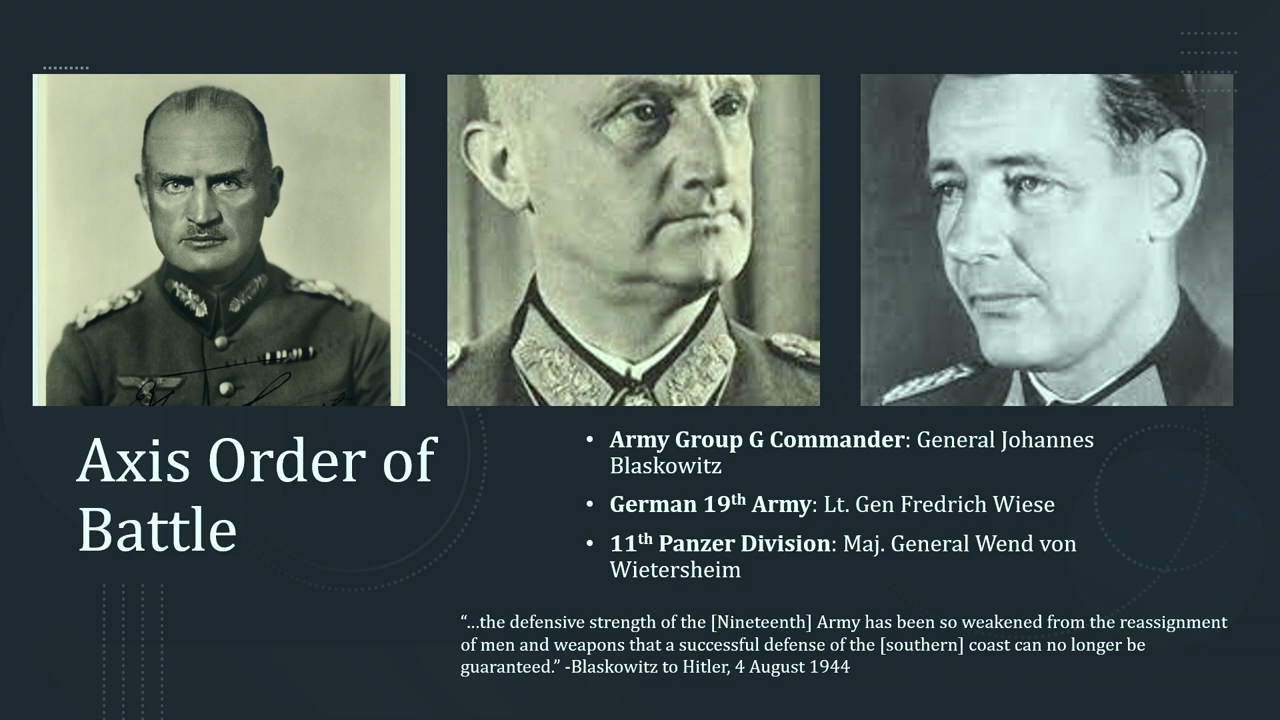 Axis Order of
Battle
• Army Group G Commander: General Johannes
Blaskowitz
• German 19th Army: Lt. Gen Fredrich Wiese
• 11th Panzer Division: Maj. General Wend von
Wietersheim
“…the defensive strength of the [Nineteenth] Army has been so weakened from the reassignment
of men and weapons that a successful defense of the [southern] coast can no longer be
guaranteed.” -Blaskowitz to Hitler, 4 August 1944